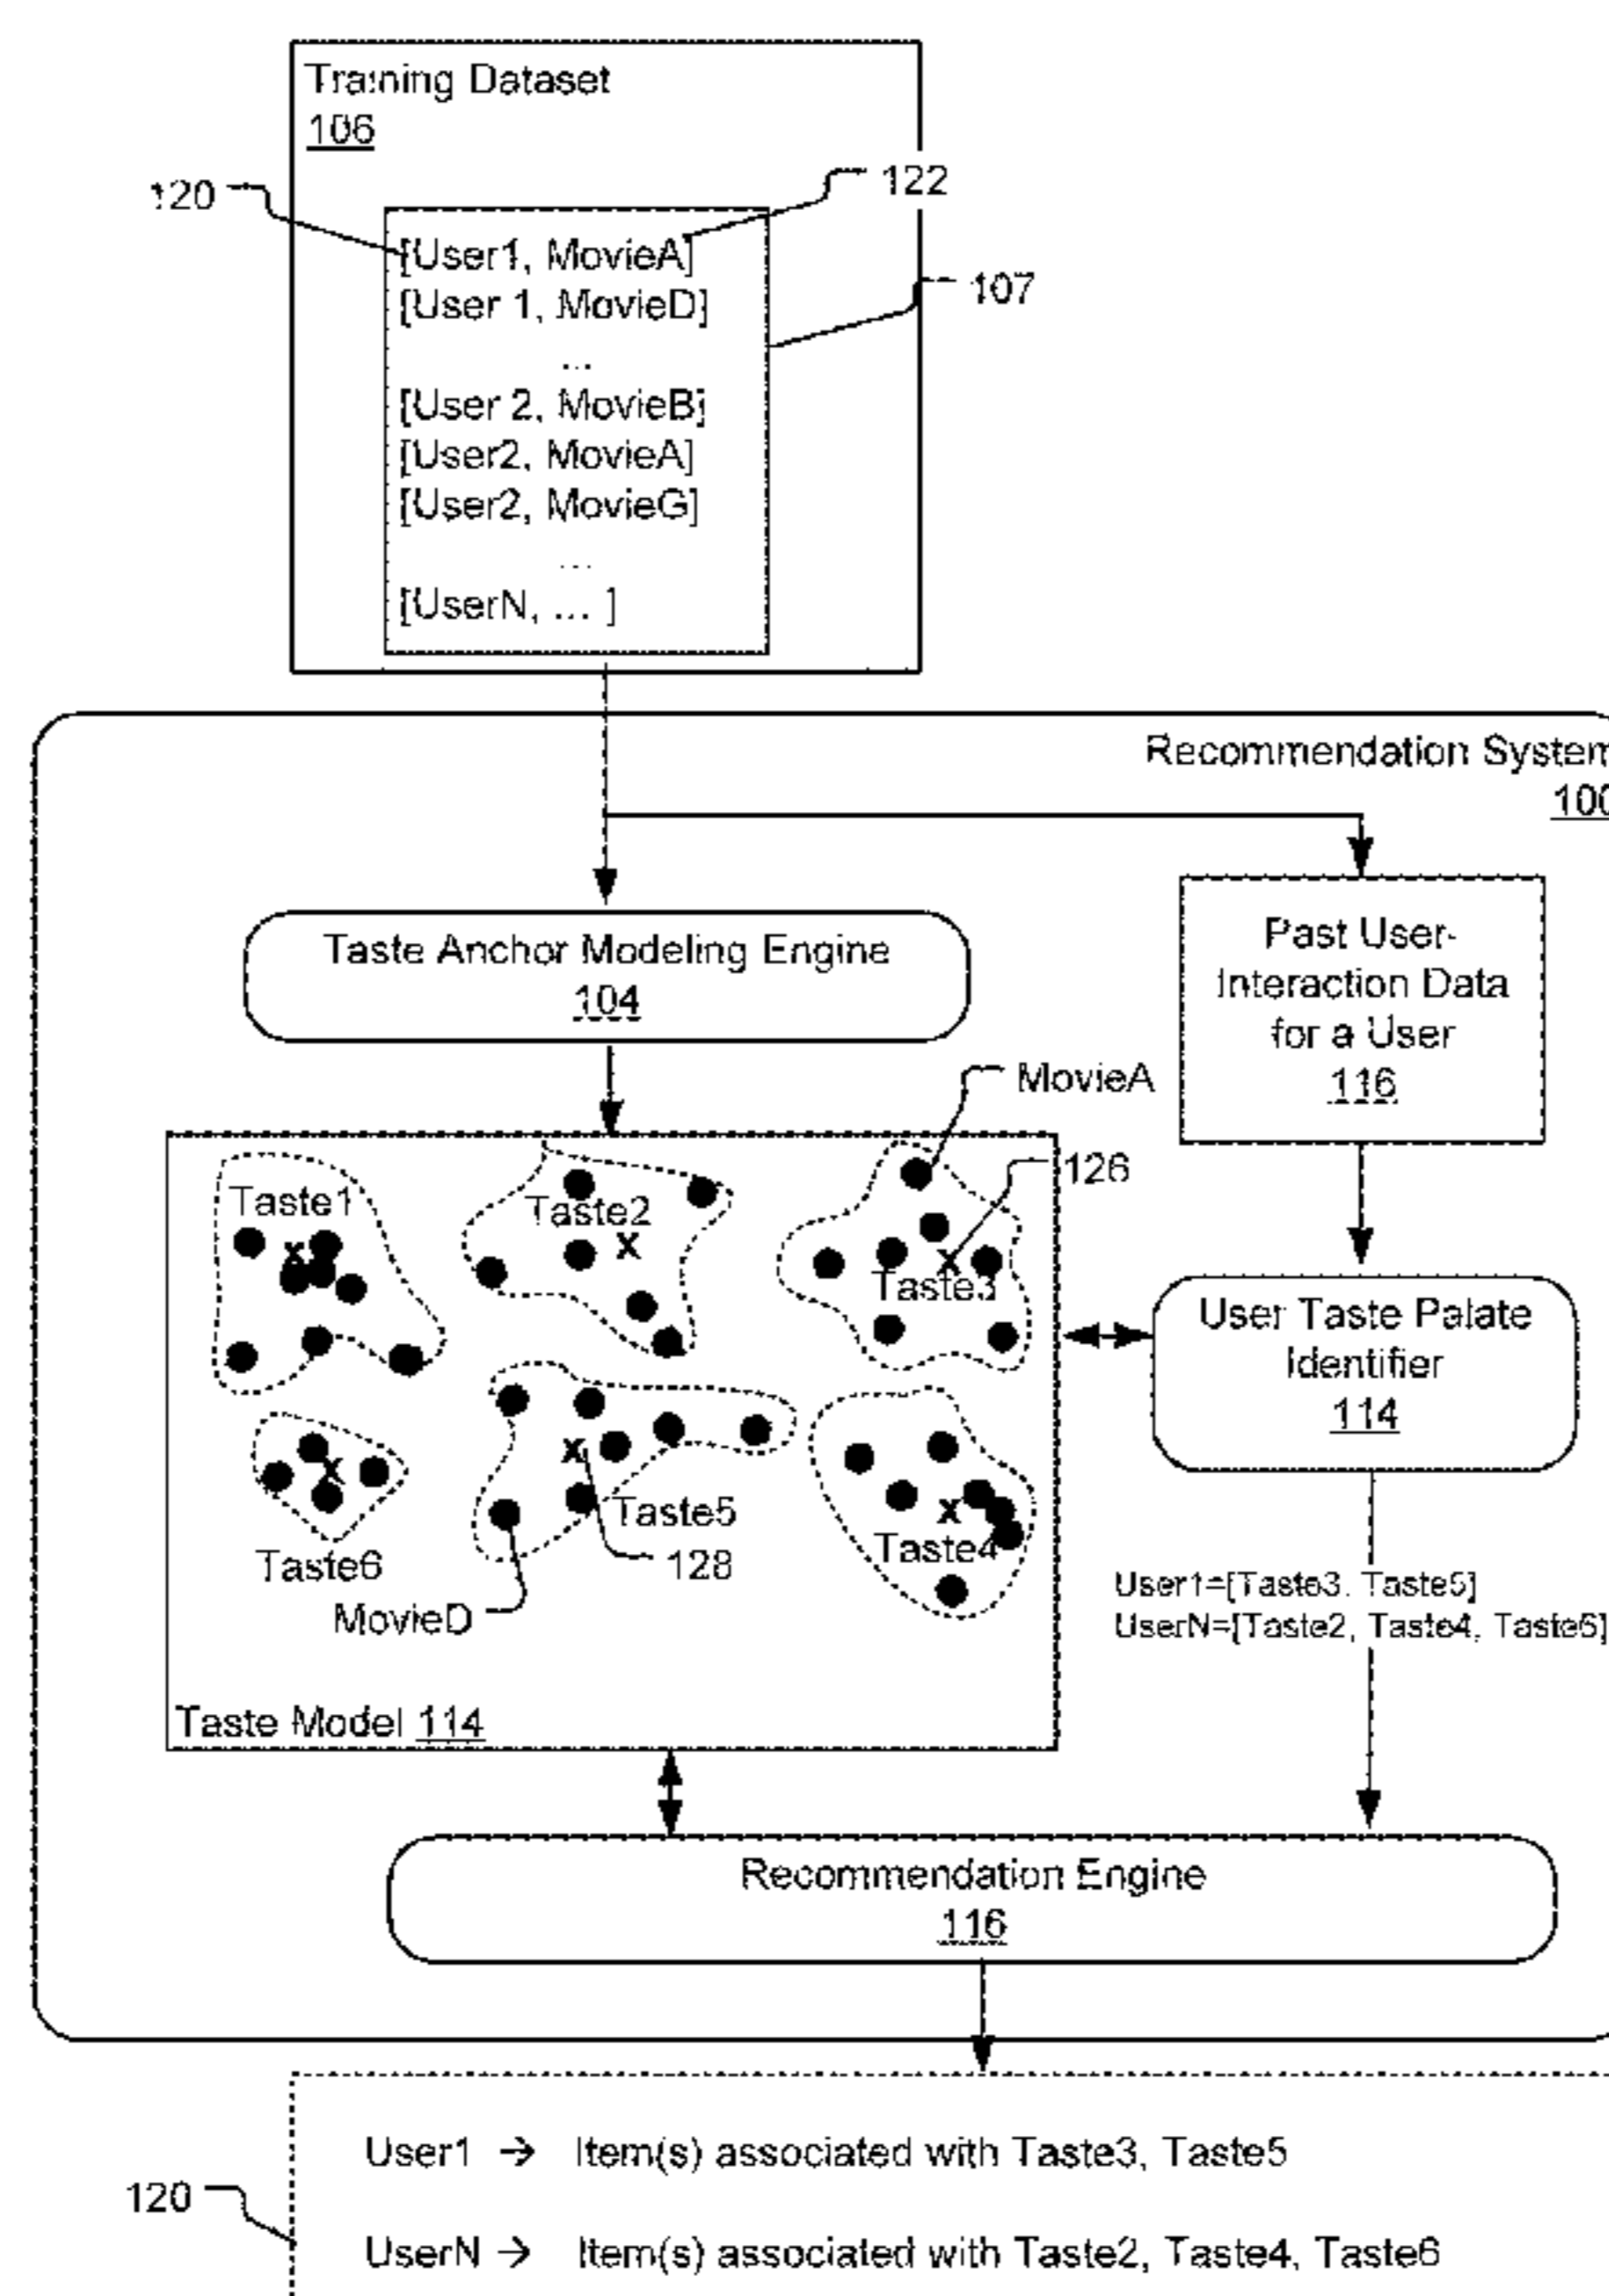 Training Dataset
106
120
122
[User1, MovieA]
[User 1, MovieD]
107
...
[User 2, MovieB]
[User2, MovieA]
[User2, MovieG]
...
[UserN, ... ]
Recommendation System
100
Taste Anchor Modeling Engine
104
Past User-
Interaction Data
for a User
116
MovieA
126
Taste1
x
Taste2
x
x
Taste3
User Taste Palate
Identifier
114
x
Taste6
x
Taste5
128
MovieD
x
Taste4
User1=[Taste3, Taste5]
UserN=[Taste2, Taste4, Taste6]
Taste Model 114
Recommendation Engine
116
User1 → Item(s) associated with Taste3, Taste5
120
UserN → Item(s) associated with Taste2, Taste4, Taste6